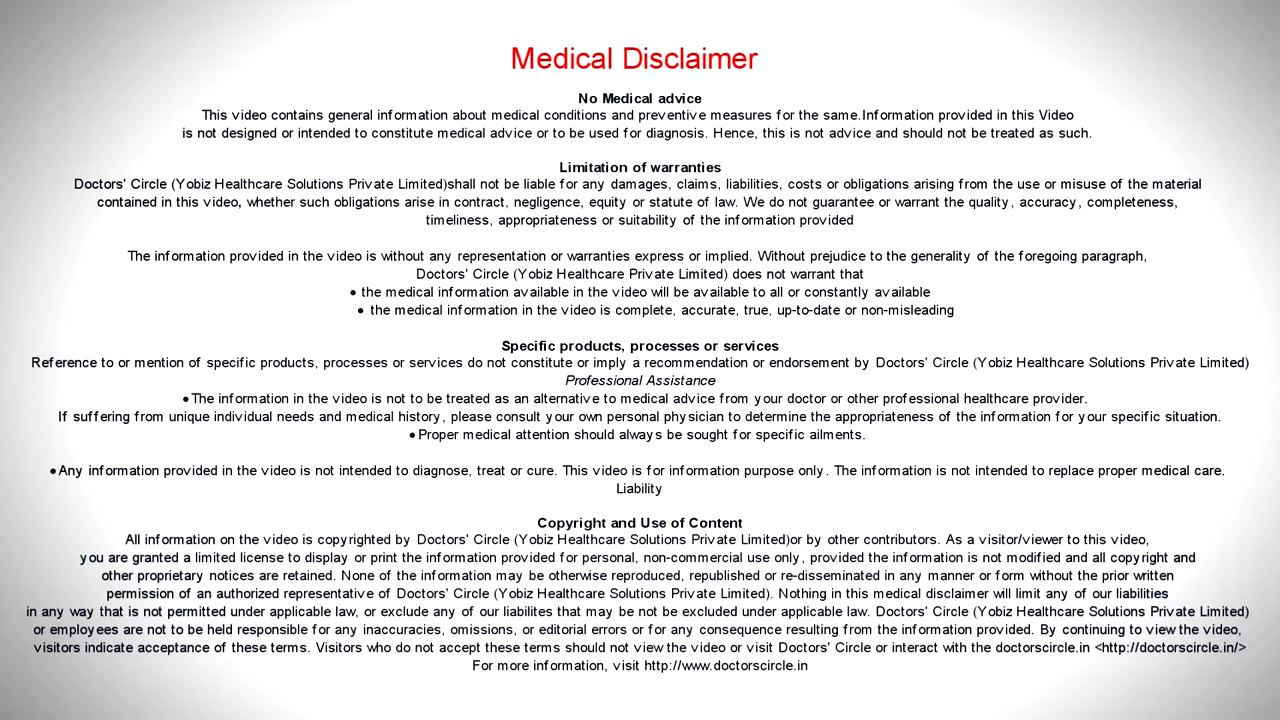 Medical Disclaimer
No Medical advice
This video contains general information about medical conditions and preventive measures for the same.Information provided in this Video
is not designed or intended to constitute medical advice or to be used for diagnosis. Hence, this is not advice and should not be treated as such.
Limitation of warranties
Doctors' Circle (Yobiz Healthcare Solutions Private Limited)shall not be liable for any damages, claims, liabilities, costs or obligations arising from the use or misuse of the material
contained in this video, whether such obligations arise in contract, negligence, equity or statute of law. We do not guarantee or warrant the quality, accuracy, completeness,
timeliness, appropriateness or suitability of the information provided
The information provided in the video is without any representation or warranties express or implied. Without prejudice to the generality of the foregoing paragraph,
Doctors' Circle (Yobiz Healthcare Private Limited) does not warrant that
• the medical information available in the video will be available to all or constantly available
• the medical information in the video is complete, accurate, true, up-to-date or non-misleading
Specific products, processes or services
Reference to or mention of specific products, processes or services do not constitute or imply a recommendation or endorsement by Doctors' Circle (Yobiz Healthcare Solutions Private Limited)
Professional Assistance
•The information in the video is not to be treated as an alternative to medical advice from your doctor or other professional healthcare provider.
If suffering from unique individual needs and medical history, please consult your own personal physician to determine the appropriateness of the information for your specific situation.
•Proper medical attention should always be sought for specific ailments.
•Any information provided in the video is not intended to diagnose, treat or cure. This video is for information purpose only. The information is not intended to replace proper medical care.
Liability
Copyright and Use of Content
All information on the video is copyrighted by Doctors' Circle (Yobiz Healthcare Solutions Private Limited)or by other contributors. As a visitor/viewer to this video,
you are granted a limited license to display or print the information provided for personal, non-commercial use only, provided the information is not modified and all copyright and
other proprietary notices are retained. None of the information may be otherwise reproduced, republished or re-disseminated in any manner or form without the prior written
permission of an authorized representative of Doctors' Circle (Yobiz Healthcare Solutions Private Limited). Nothing in this medical disclaimer will limit any of our liabilities
in any way that is not permitted under applicable law, or exclude any of our liabilites that may be not be excluded under applicable law. Doctors' Circle (Yobiz Healthcare Solutions Private Limited)
or employees are not to be held responsible for any inaccuracies, omissions, or editorial errors or for any consequence resulting from the information provided. By continuing to view the video,
visitors indicate acceptance of these terms. Visitors who do not accept these terms should not view the video or visit Doctors' Circle or interact with the doctorscircle.in <http://doctorscircle.in/>
For more information, visit http://www.doctorscircle.in